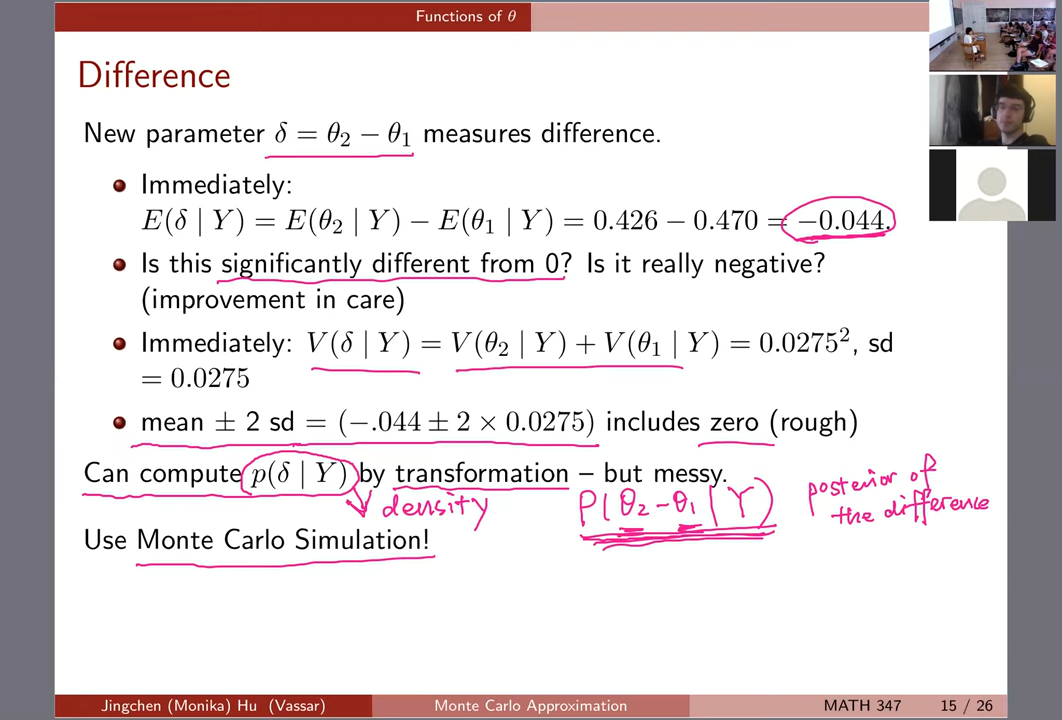 Functions of θ
Difference
New parameter δ = θ₂ − θ₁ measures difference.
Immediately:
E(δ | Y) = E(θ₂ | Y) − E(θ₁ | Y) = 0.426 − 0.470 = −0.044.
Is this significantly different from 0? Is it really negative?
(improvement in care)
Immediately: V(δ | Y) = V(θ₂ | Y) + V(θ₁ | Y) = 0.0275², sd
= 0.0275
mean ± 2 sd = (−.044 ± 2 × 0.0275) includes zero (rough)
Can compute p(δ | Y) by transformation – but messy.
density
P(θ₂−θ₁ | Y)
posterior of
the difference
Use Monte Carlo Simulation!
Jingchen (Monika) Hu (Vassar)
Monte Carlo Approximation
MATH 347
15 / 26